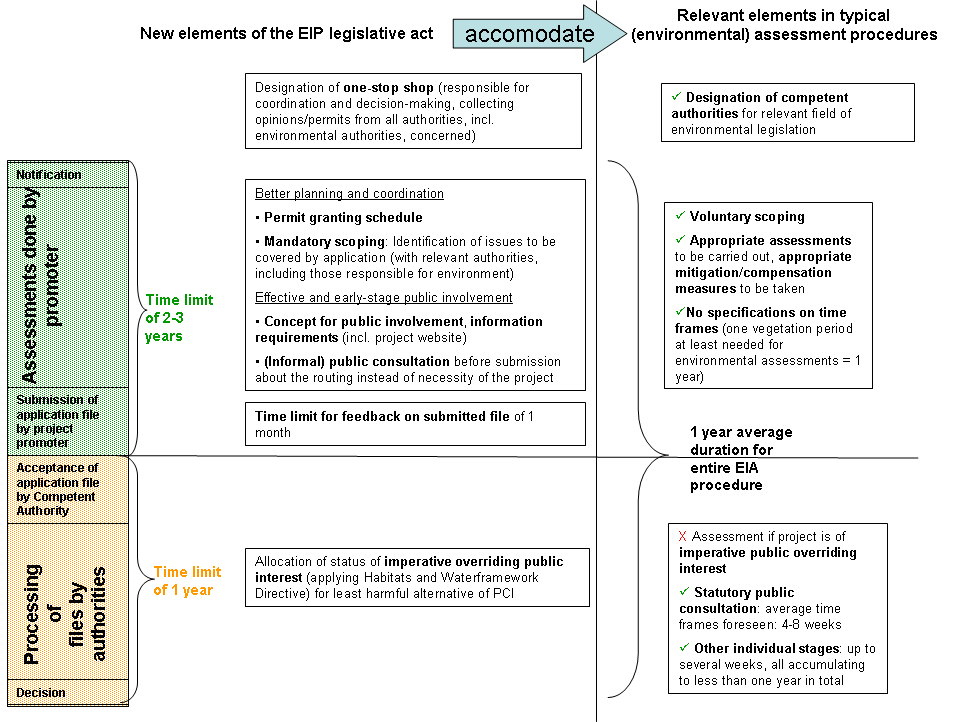 New elements of the EIP legislative act
accomodate
Relevant elements in typical
(environmental) assessment procedures
Designation of one-stop shop (responsible for
coordination and decision-making, collecting
opinions/permits from all authorities, incl.
environmental authorities, concerned)
✓ Designation of competent
authorities for relevant field of
environmental legislation
Notification
Assessments done by
promoter
Submission of
application file
by project
promoter
Time limit
of 2-3
years
Better planning and coordination
• Permit granting schedule
• Mandatory scoping: Identification of issues to be
covered by application (with relevant authorities,
including those responsible for environment)
Effective and early-stage public involvement
• Concept for public involvement, information
requirements (incl. project website)
• (Informal) public consultation before submission
about the routing instead of necessity of the project
✓ Voluntary scoping
✓ Appropriate assessments
to be carried out, appropriate
mitigation/compensation
measures to be taken
✓No specifications on time
frames (one vegetation period
at least needed for
environmental assessments = 1
year)
Time limit for feedback on submitted file of 1
month
1 year average
duration for
entire EIA
procedure
Acceptance of
application file
by Competent
Authority
Processing
of
files by
authorities
Decision
Time limit
of 1 year
Allocation of status of imperative overriding public
interest (applying Habitats and Waterframework
Directive) for least harmful alternative of PCI
X Assessment if project is of
imperative public overriding
interest
✓ Statutory public
consultation: average time
frames foreseen: 4-8 weeks
✓ Other individual stages: up to
several weeks, all accumulating
to less than one year in total